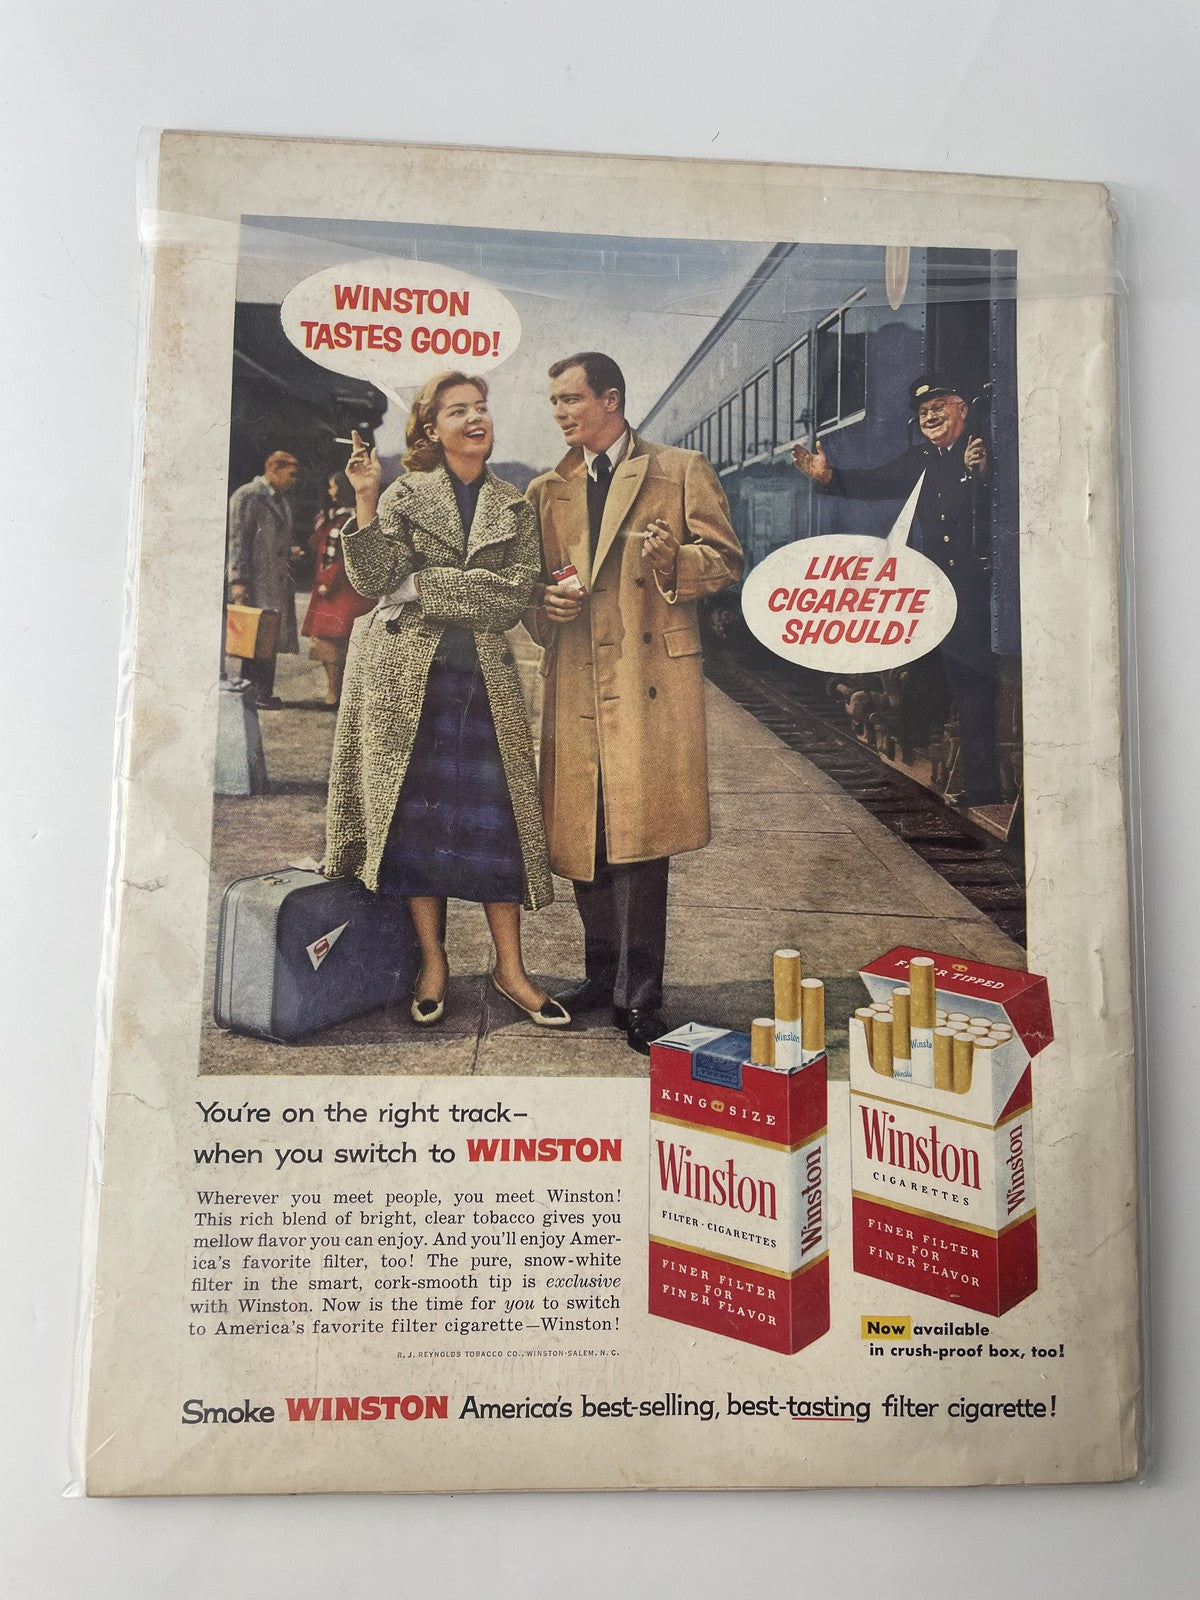 WINSTON
TASTES GOOD!
LIKE A
CIGARETTE
SHOULD!
You're on the right track—
when you switch to WINSTON
Wherever you meet people, you meet Winston!
This rich blend of bright, clear tobacco gives you
mellow flavor you can enjoy. And you'll enjoy Amer-
ica's favorite filter, too! The pure, snow-white
filter in the smart, cork-smooth tip is exclusive
with Winston. Now is the time for you to switch
to America's favorite filter cigarette—Winston!
R. J. REYNOLDS TOBACCO CO., WINSTON-SALEM, N. C.
Winston
KING SIZE
Winston
FILTER · CIGARETTES
FINER FILTER
FOR
FINER FLAVOR
Winston
TIPPED
Winston
Winston
Winston
CIGARETTES
FINER FILTER
FOR
FINER FLAVOR
Winston
Now available
in crush-proof box, too!
Smoke WINSTON America's best-selling, best-tasting filter cigarette!